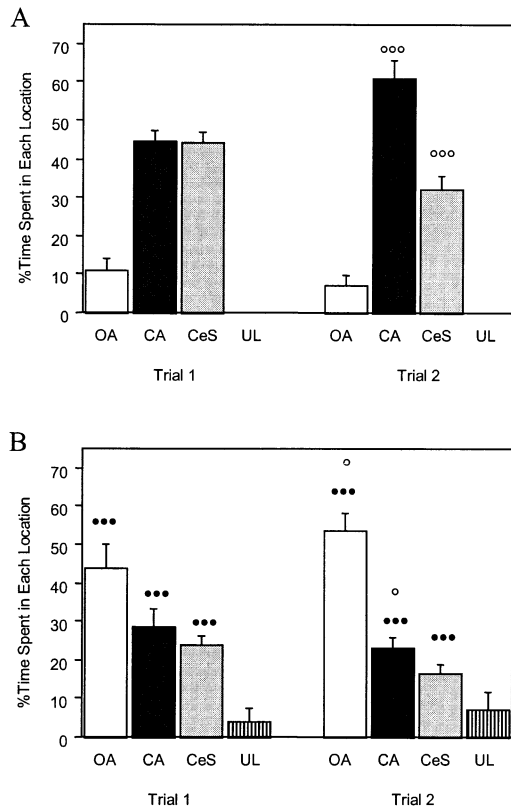 A
%Time Spent in Each Location
70
60
50
40
30
20
10
0
OA CA CeS UL OA CA CeS UL
Trial 1 Trial 2
B
%Time Spent in Each Location
70
60
50
40
30
20
10
0
OA CA CeS UL OA CA CeS UL
Trial 1 Trial 2